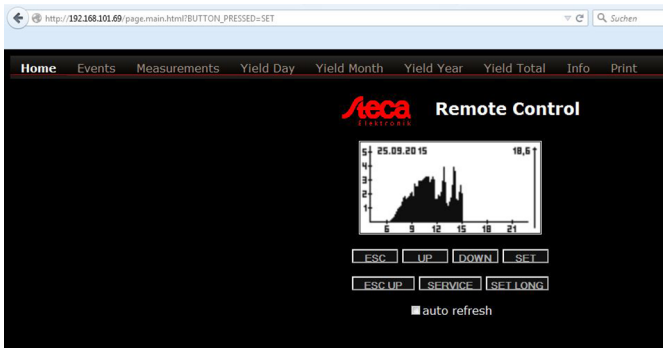 http://192.168.101.69/page.main.html?BUTTON_PRESSED=SET
Suchen
Home Events Measurements Yield Day Yield Month Yield Year Yield Total Info Print
Steca
Elektronik
Remote Control
25.09.2015 18,6
5
4
3
2
1
6 9 12 15 18 21
ESC UP DOWN SET
ESC UP SERVICE SET LONG
auto refresh